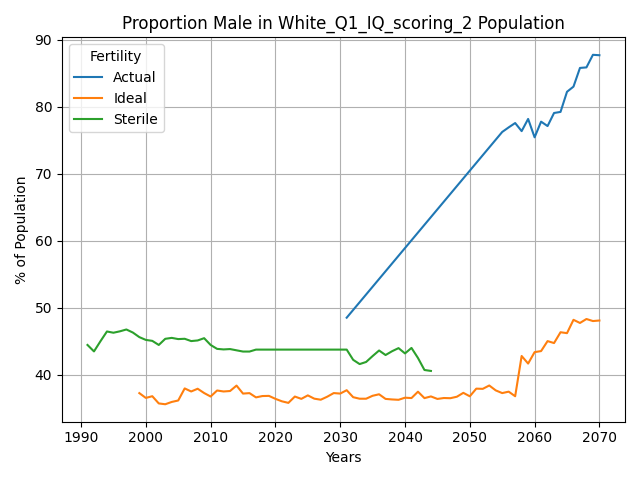 Proportion Male in White_Q1_IQ_scoring_2 Population
Fertility
Actual
Ideal
Sterile
% of Population
90
80
70
60
50
40
1990 2000 2010 2020 2030 2040 2050 2060 2070
Years